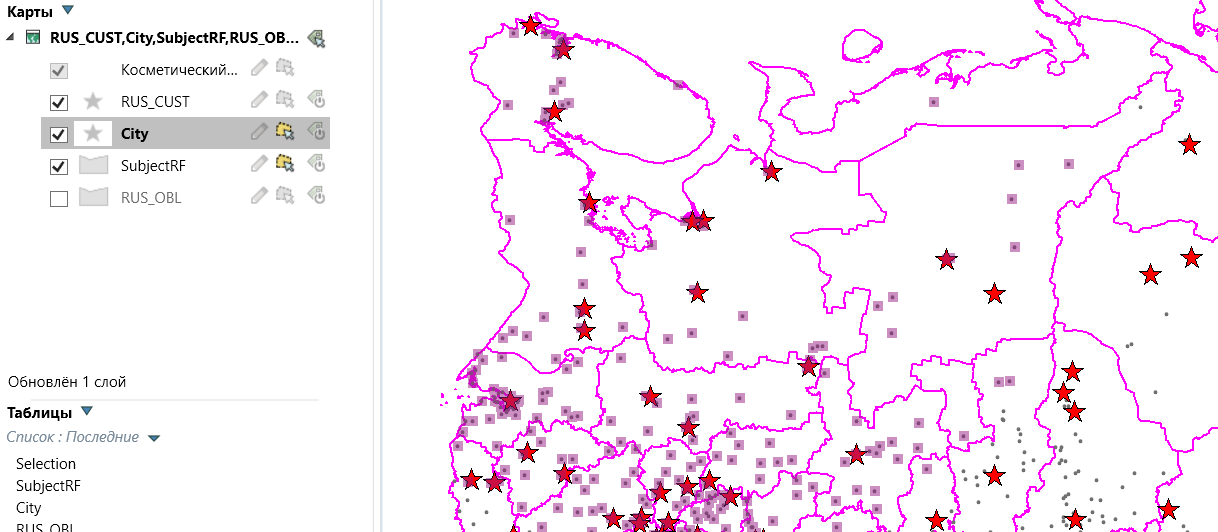 Карты
RUS_CUST,City,SubjectRF,RUS_OB...
Косметический...
RUS_CUST
City
SubjectRF
RUS_OBL
Обновлён 1 слой
Таблицы
Список : Последние
Selection
SubjectRF
City
RUS_OBL